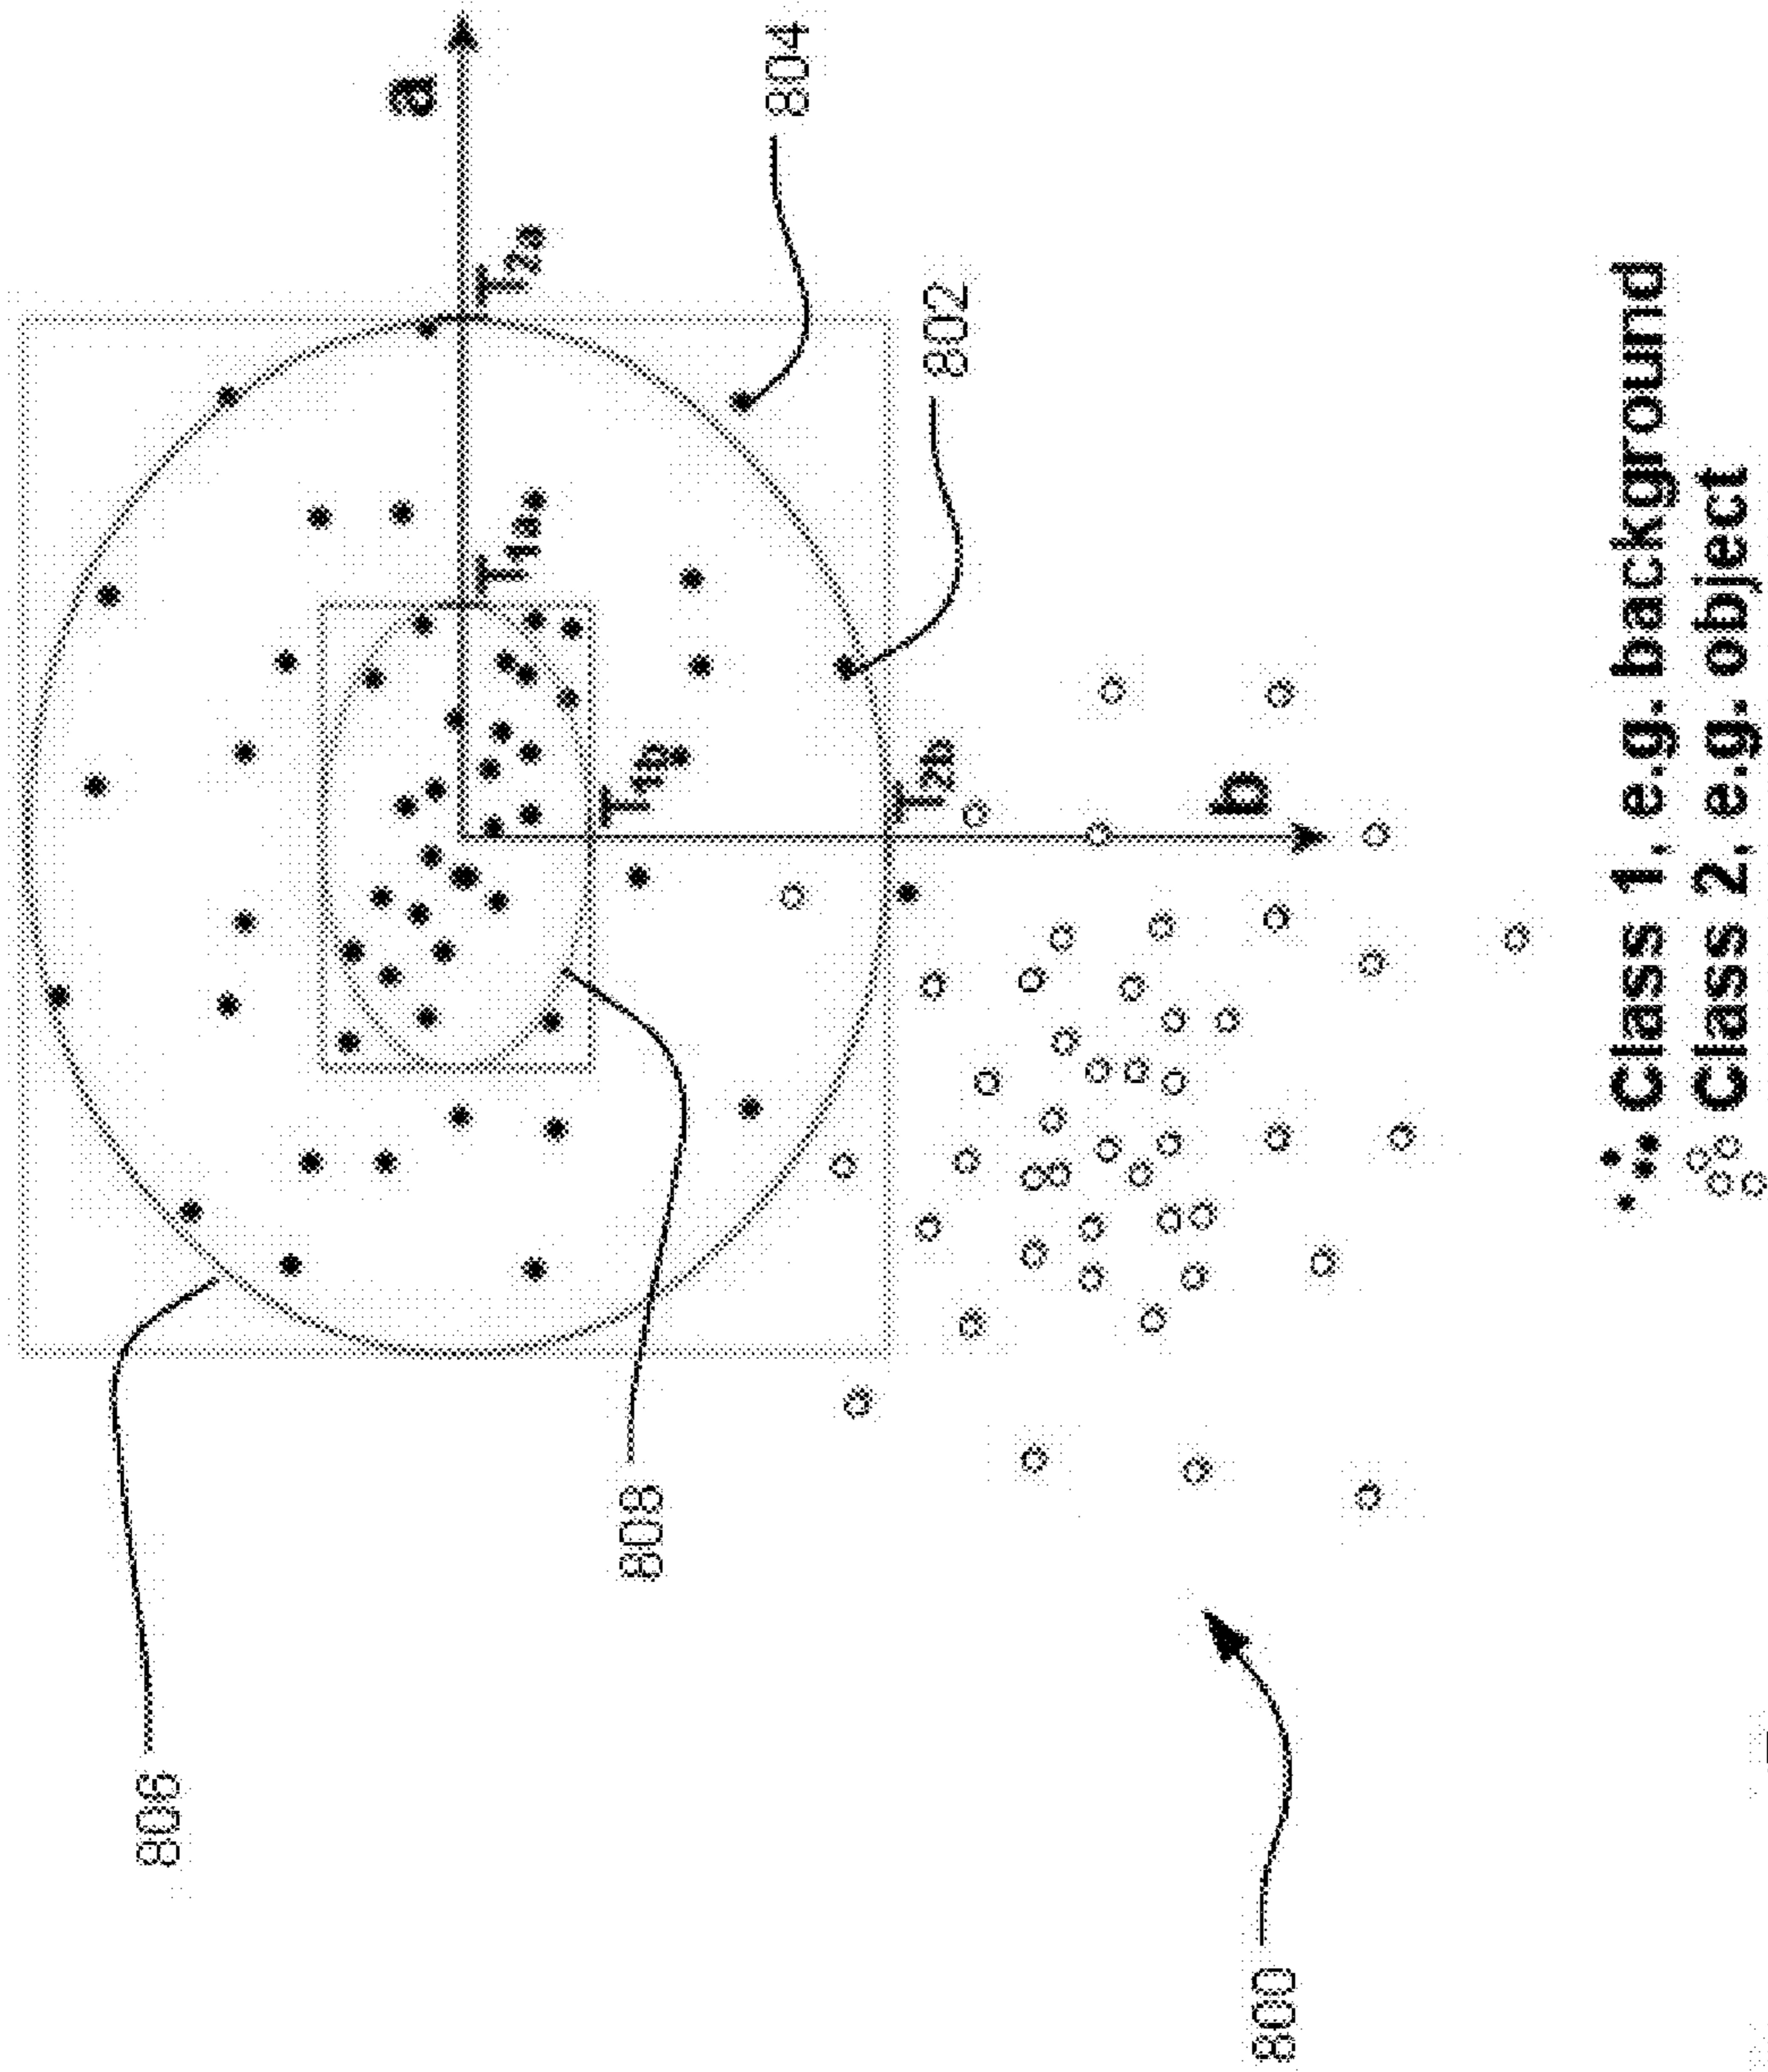 806
808
800
a
804
T2a
802
T1a
T1b
T2b
b
Class 1, e.g. background
Class 2, e.g. object